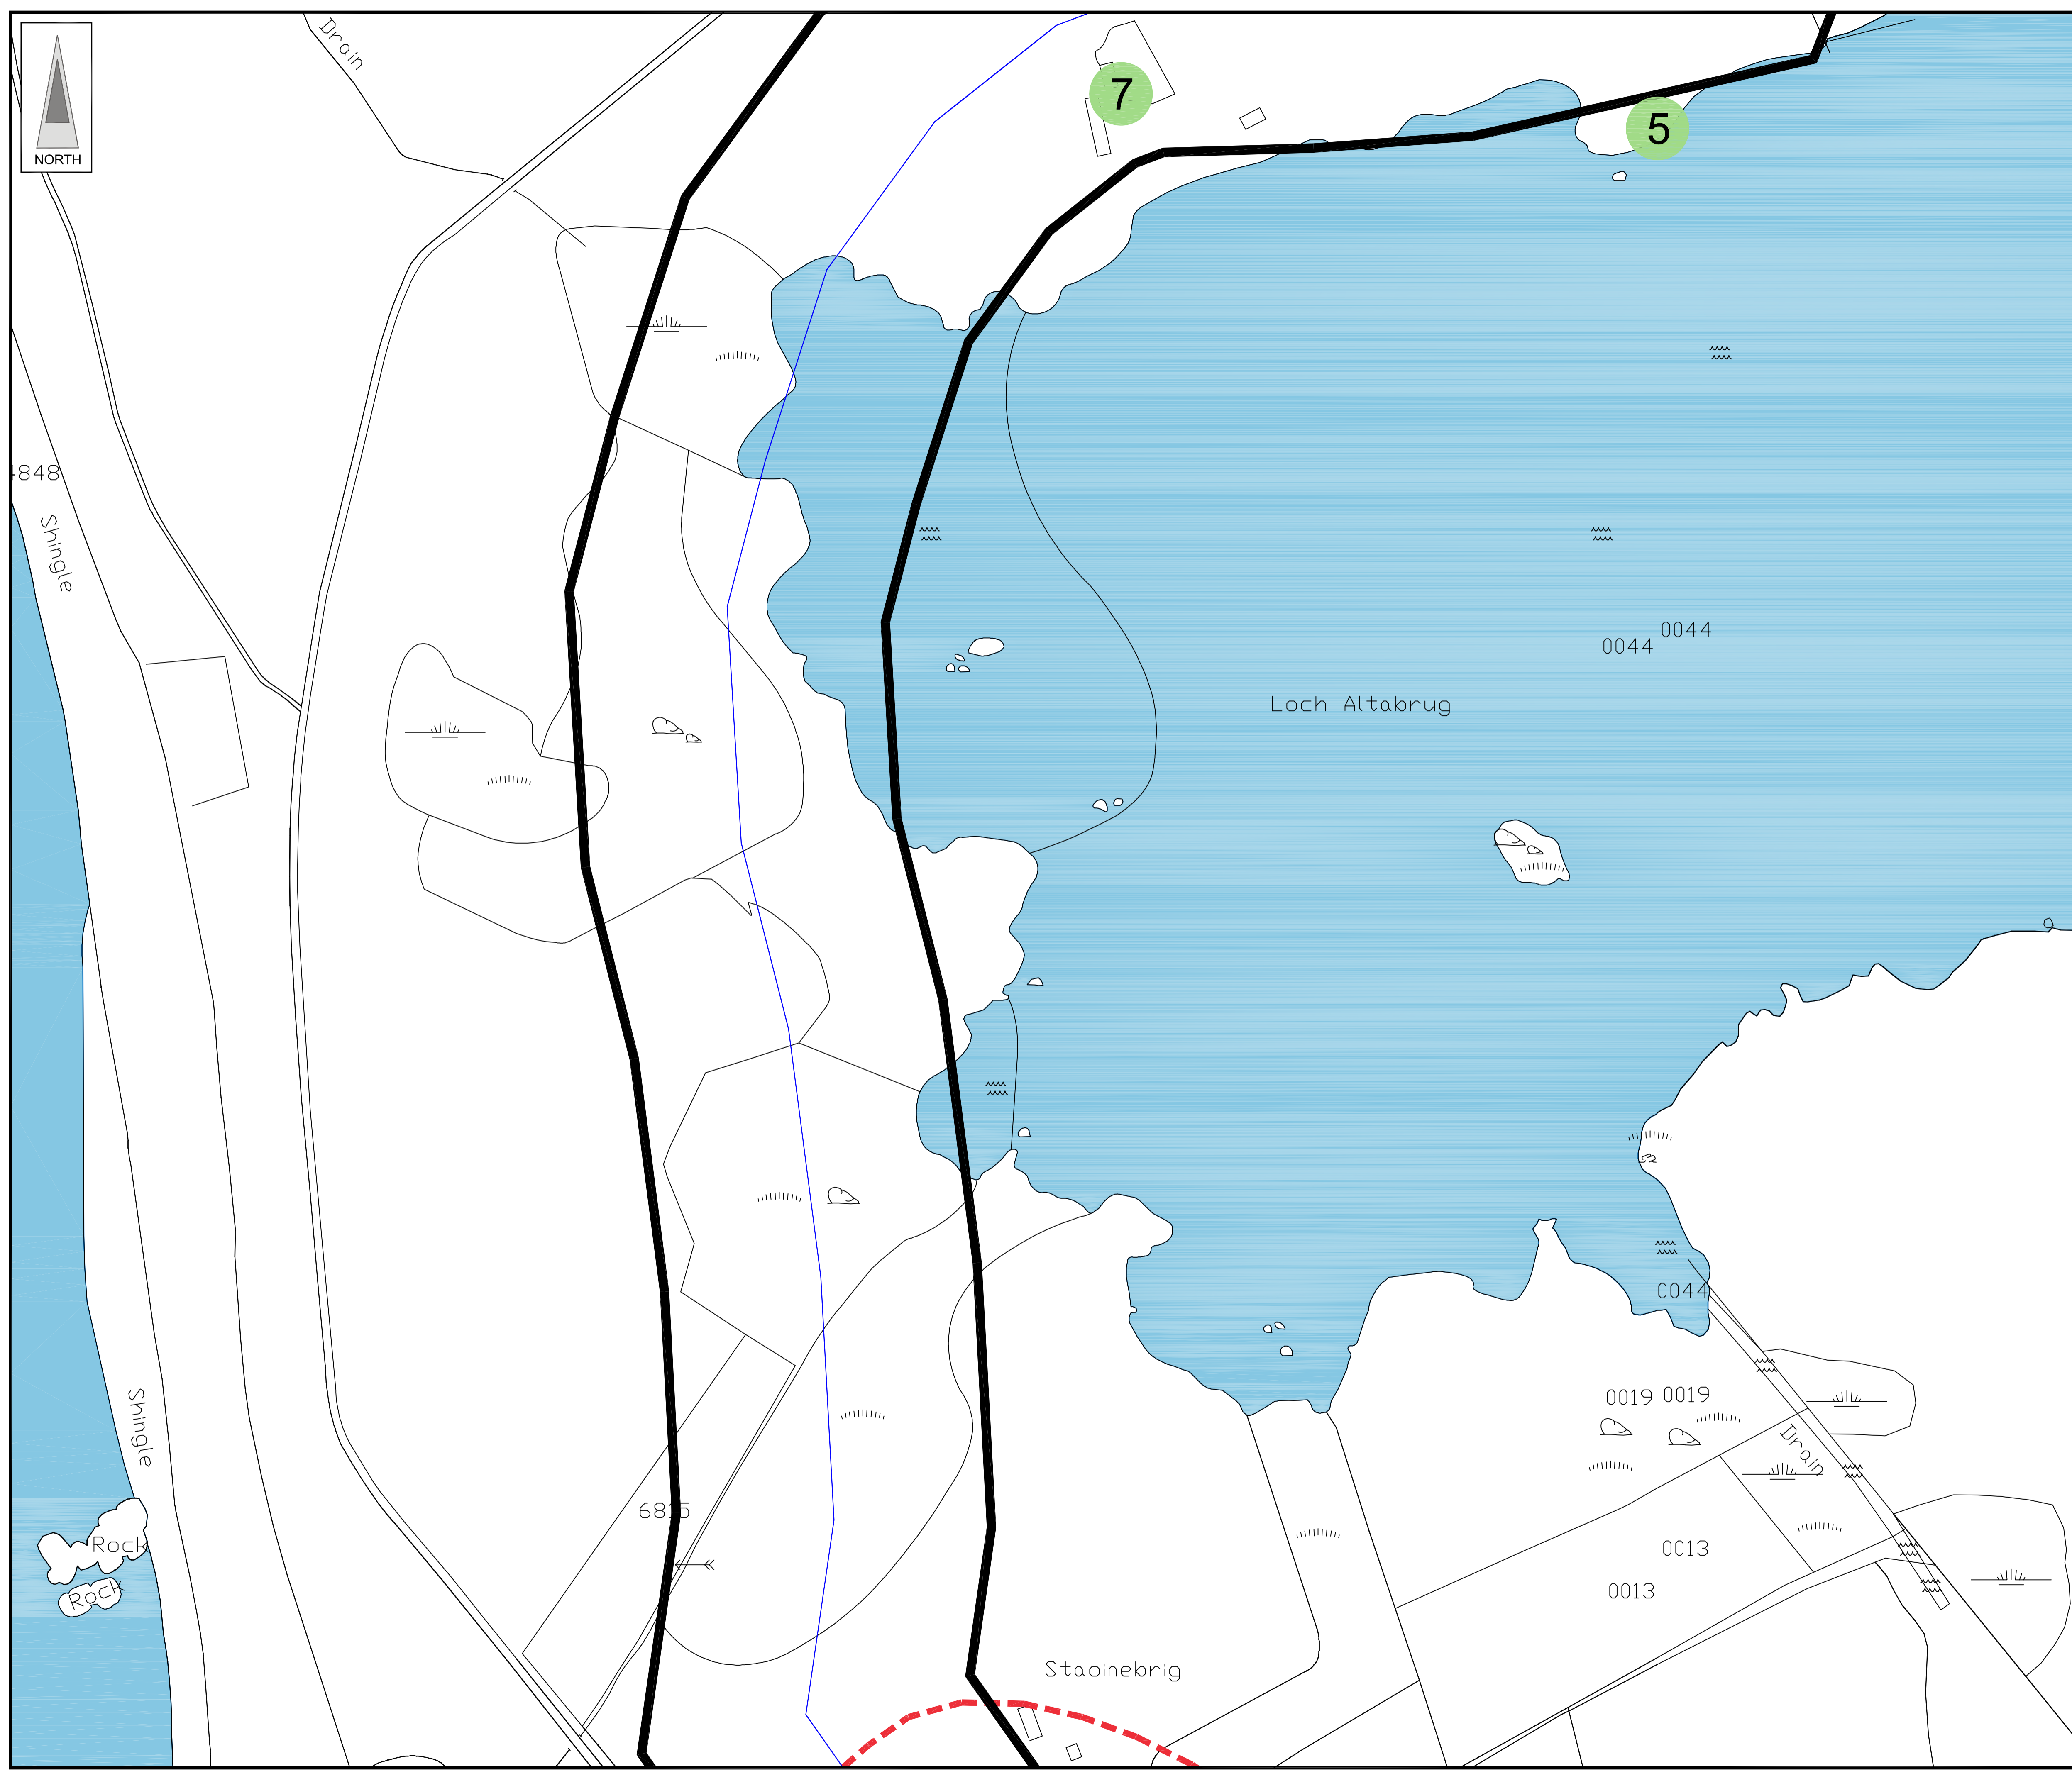 Drain
7
5
NORTH
4848
Shingle
0044
0044
Loch Altabrug
0044
0019
0019
Shingle
Drain
6815
Rock
0013
Rock
0013
Staoinebrig